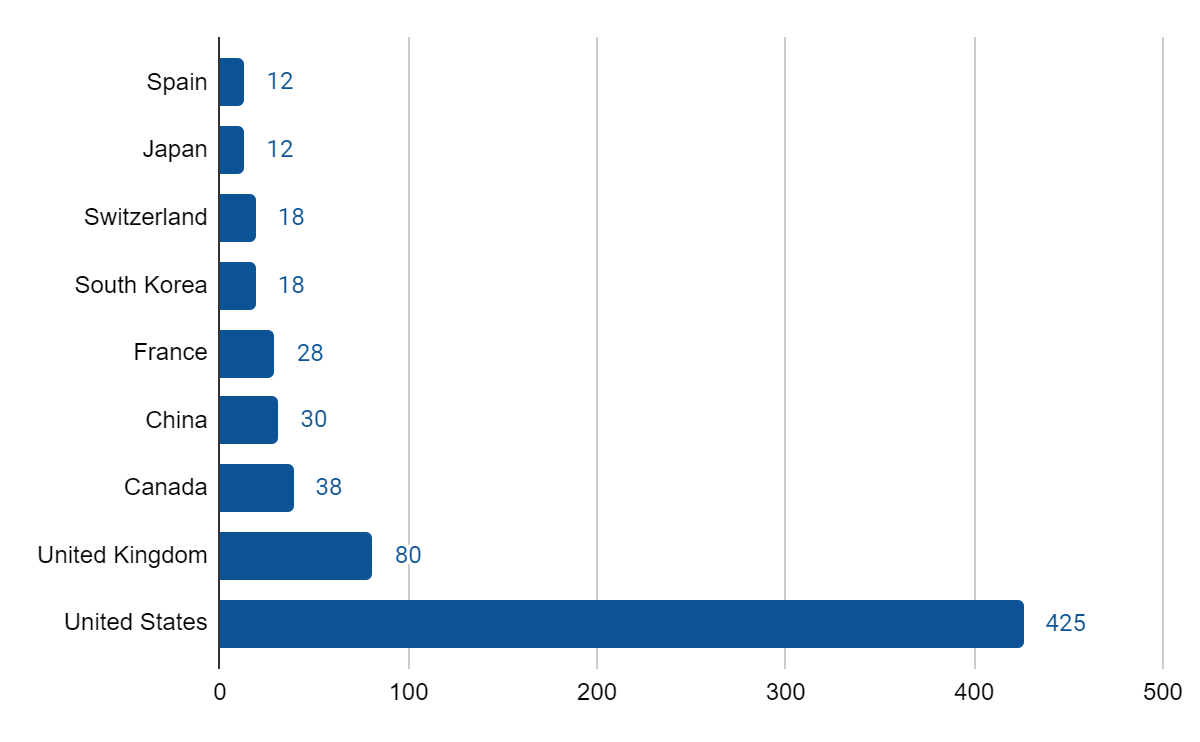 Spain 12
Japan 12
Switzerland 18
South Korea 18
France 28
China 30
Canada 38
United Kingdom 80
United States 425
0 100 200 300 400 500